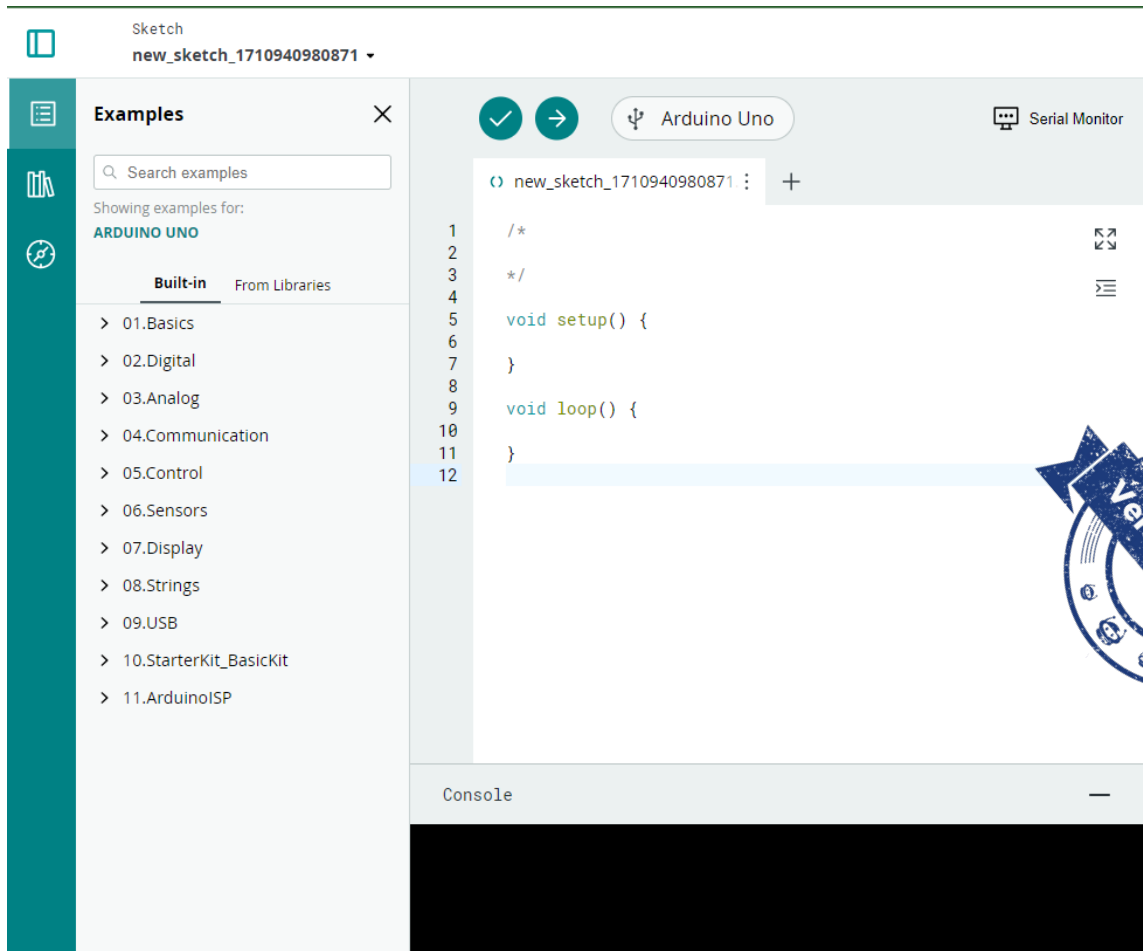 Sketch
new_sketch_1710940980871
Examples
Search examples
Showing examples for:
ARDUINO UNO
Built-in From Libraries
01.Basics
02.Digital
03.Analog
04.Communication
05.Control
06.Sensors
07.Display
08.Strings
09.USB
10.StarterKit_BasicKit
11.ArduinoISP
Arduino Uno
Serial Monitor
new_sketch_1710940980871.
1 /*
2
3 */
4
5 void setup() {
6
7 }
8
9 void loop() {
10
11 }
12
Console